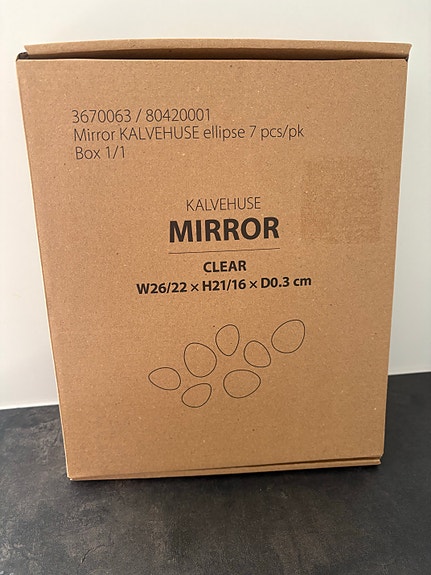 3670063 / 80420001
Mirror KALVEHUSE ellipse 7 pcs/pk
Box 1/1
KALVEHUSE
MIRROR
CLEAR
W26/22 × H21/16 × D0.3 cm